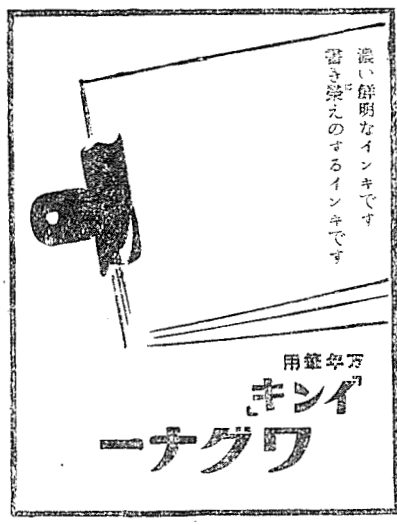 濃い鮮明なインキです
書き栄えのするインキです
万年筆用
「インキ」
ワグナー